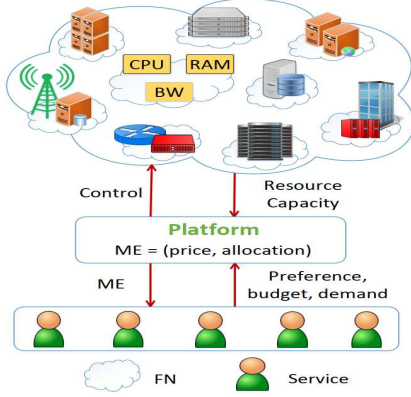 CPU
RAM
BW
Control
Resource
Capacity
Platform
ME = (price, allocation)
ME
Preference,
budget, demand
FN
Service